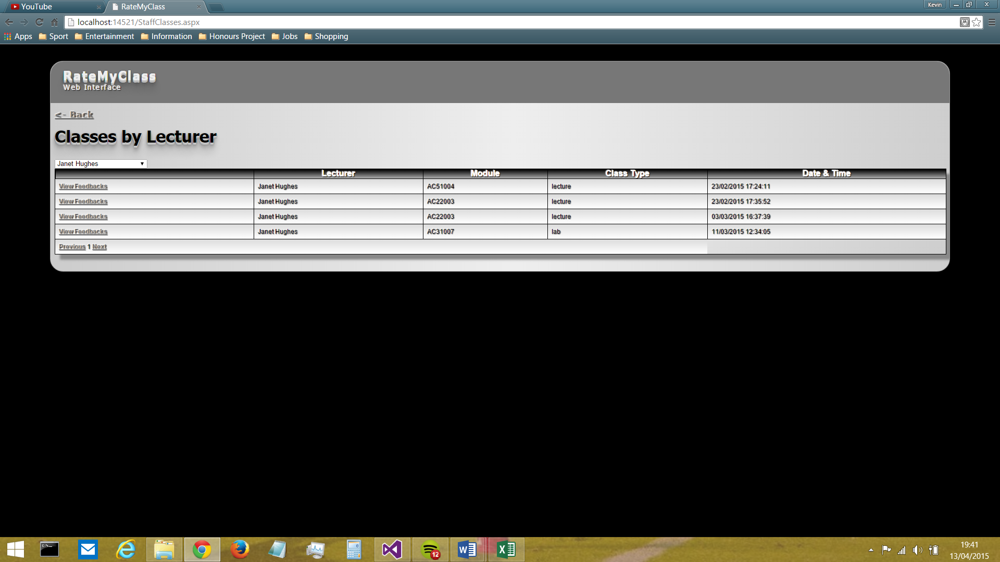 YouTube
RateMyClass
Kevin
localhost:14521/StaffClasses.aspx
Apps Sport Entertainment Information Honours Project Jobs Shopping
RateMyClass
Web Interface
<- Back
Classes by Lecturer
Janet Hughes
Lecturer Module Class Type Date & Time
View Feedbacks Janet Hughes AC51004 lecture 23/02/2015 17:24:11
View Feedbacks Janet Hughes AC22003 lecture 23/02/2015 17:35:52
View Feedbacks Janet Hughes AC22003 lecture 03/03/2015 16:37:39
View Feedbacks Janet Hughes AC31007 lab 11/03/2015 12:34:05
Previous 1 Next
12
19:41
13/04/2015